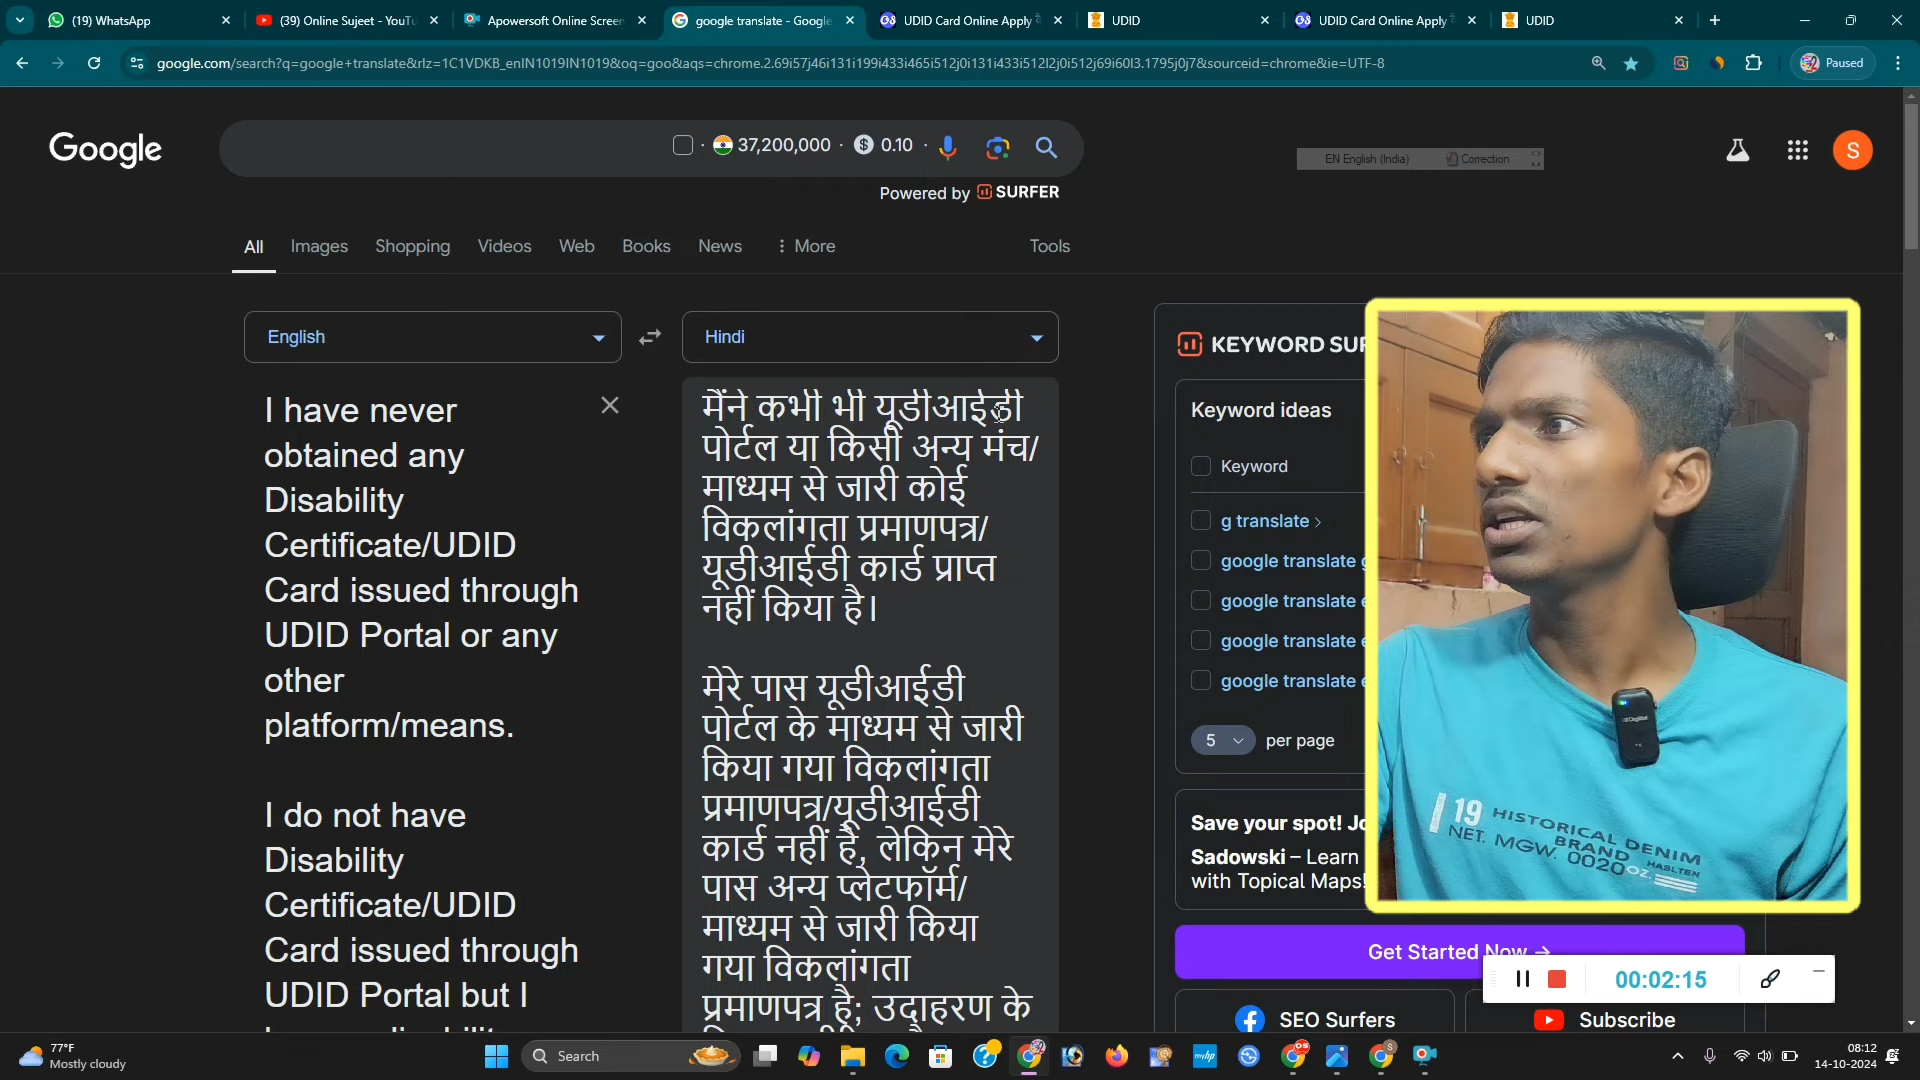 (19) WhatsApp
(39) Online Sujeet - YouTu
Apowersoft Online Screen
google translate - Google
UDID Card Online Apply
UDID
UDID Card Online Apply
UDID
google.com/search?q=google+translate&rlz=1C1VDKB_enIN1019IN1019&oq=goo&aqs=chrome.2.69i57j46i131i199i433i465i512j0i131i433i512l2j0i512j69i60l3.1795j0j7&sourceid=chrome&ie=UTF-8
Paused
Google
37,200,000 · $ 0.10 ·
EN English (India) Correction
S
Powered by SURFER
All Images Shopping Videos Web Books News More Tools
English
Hindi
I have never
obtained any
Disability
Certificate/UDID
Card issued through
UDID Portal or any
other
platform/means.
I do not have
Disability
Certificate/UDID
Card issued through
UDID Portal but I
मैंने कभी भी यूडीआईडी
पोर्टल या किसी अन्य मंच/
माध्यम से जारी कोई
विकलांगता प्रमाणपत्र/
यूडीआईडी कार्ड प्राप्त
नहीं किया है।
मेरे पास यूडीआईडी
पोर्टल के माध्यम से जारी
किया गया विकलांगता
प्रमाणपत्र/यूडीआईडी
कार्ड नहीं है, लेकिन मेरे
पास अन्य प्लेटफॉर्म/
माध्यम से जारी किया
गया विकलांगता
प्रमाणपत्र है; उदाहरण के
KEYWORD SUR
Keyword ideas
Keyword
g translate
google translate g
google translate e
google translate e
google translate e
5 per page
Save your spot! Jo
Sadowski – Learn
with Topical Maps!
Get Started Now →
SEO Surfers
Subscribe
19 HISTORICAL DENIM
BRAND
NET. MGW. 0020OZ.
HABLTEN
00:02:15
77°F
Mostly cloudy
Search
08:12
14-10-2024